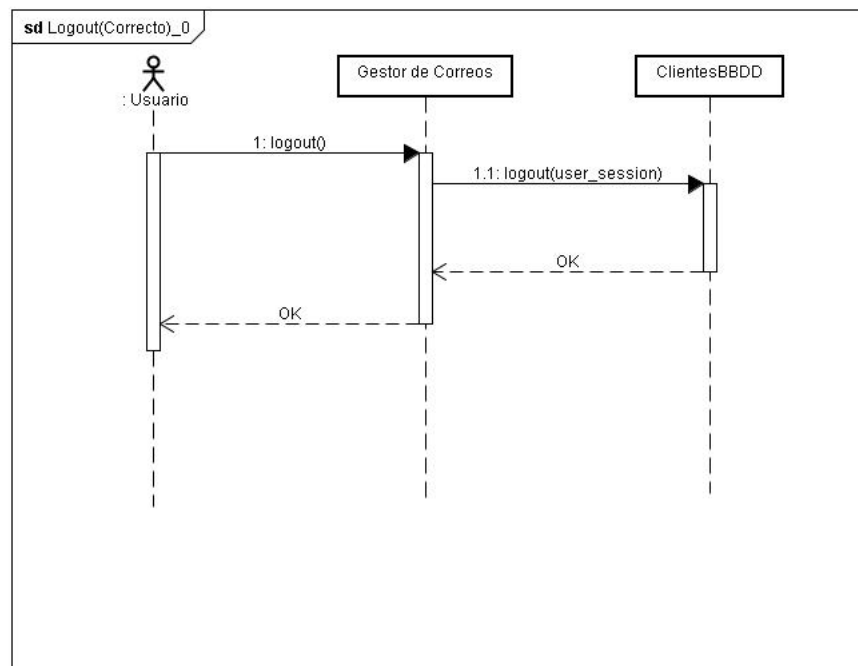 sd Logout(Correcto)_0
: Usuario
Gestor de Correos
ClientesBBDD
1: logout()
1.1: logout(user_session)
OK
OK